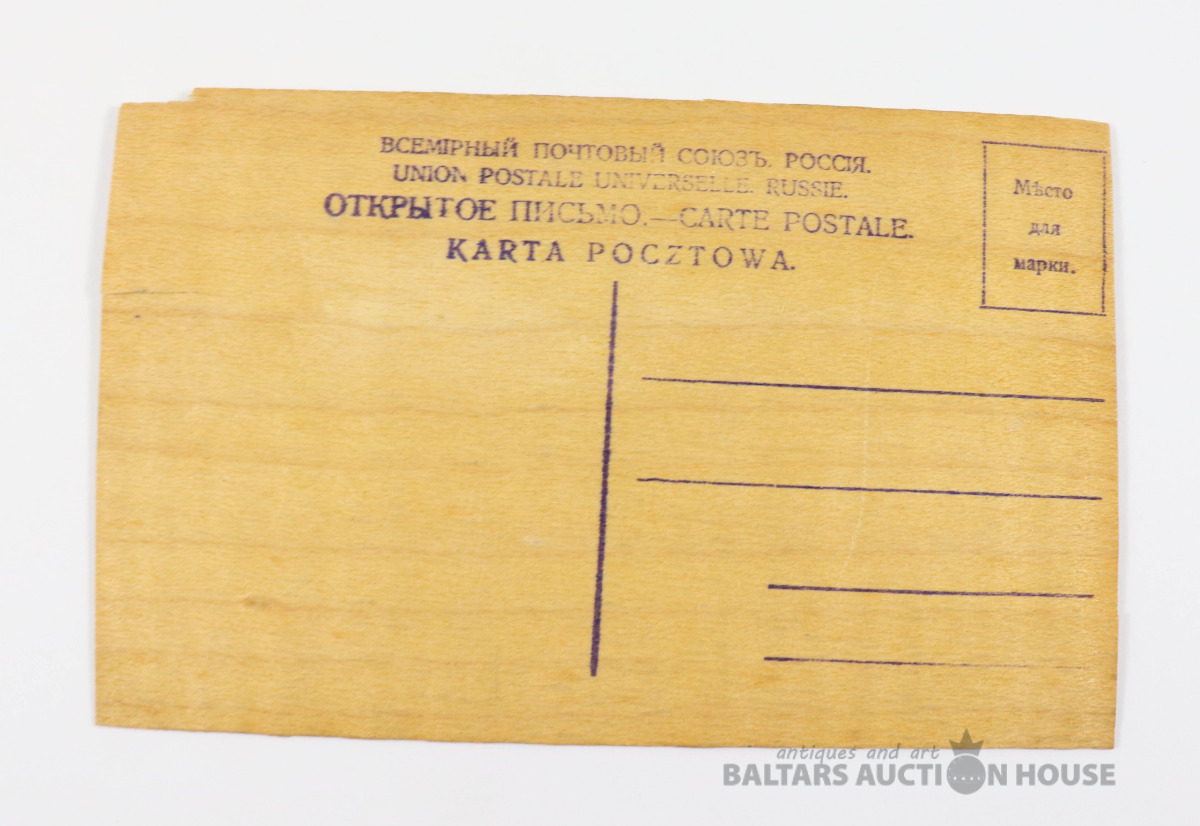 ВСЕМІРНЫЙ ПОЧТОВЫЙ СОЮЗЪ. РОССІЯ.
UNION POSTALE UNIVERSELLE. RUSSIE.
ОТКРЫТОЕ ПИСЬМО.—CARTE POSTALE.
KARTA POCZTOWA.
Мѣсто
для
марки.
antiques and art
BALTARS AUCTION HOUSE